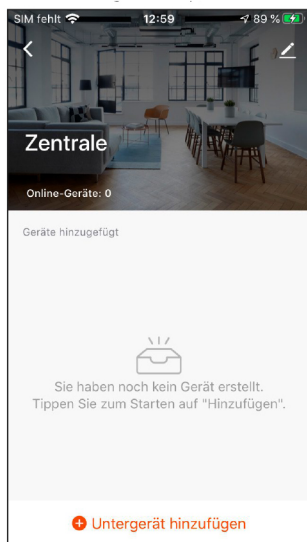 SIM fehlt 12:59 89 %
Zentrale
Online-Geräte: 0
Geräte hinzugefügt
Sie haben noch kein Gerät erstellt.
Tippen Sie zum Starten auf "Hinzufügen".
Untergerät hinzufügen